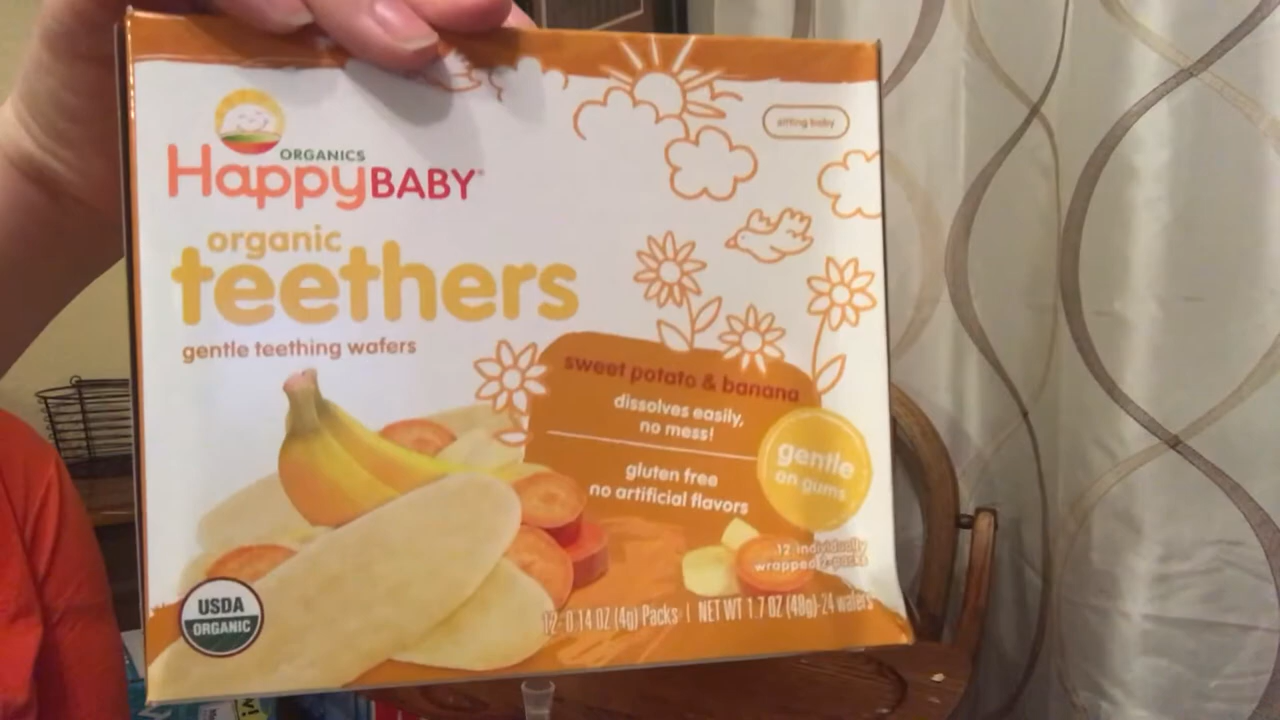 sitting baby
ORGANICS
HappyBABY
organic
teethers
gentle teething wafers
sweet potato & banana
dissolves easily,
no mess!
gluten free
no artificial flavors
gentle
on gums
12 individually
wrapped 2-packs
USDA
ORGANIC
12-0.14 OZ (4g) Packs | NET WT 1.7 OZ (48g)-24 wafers